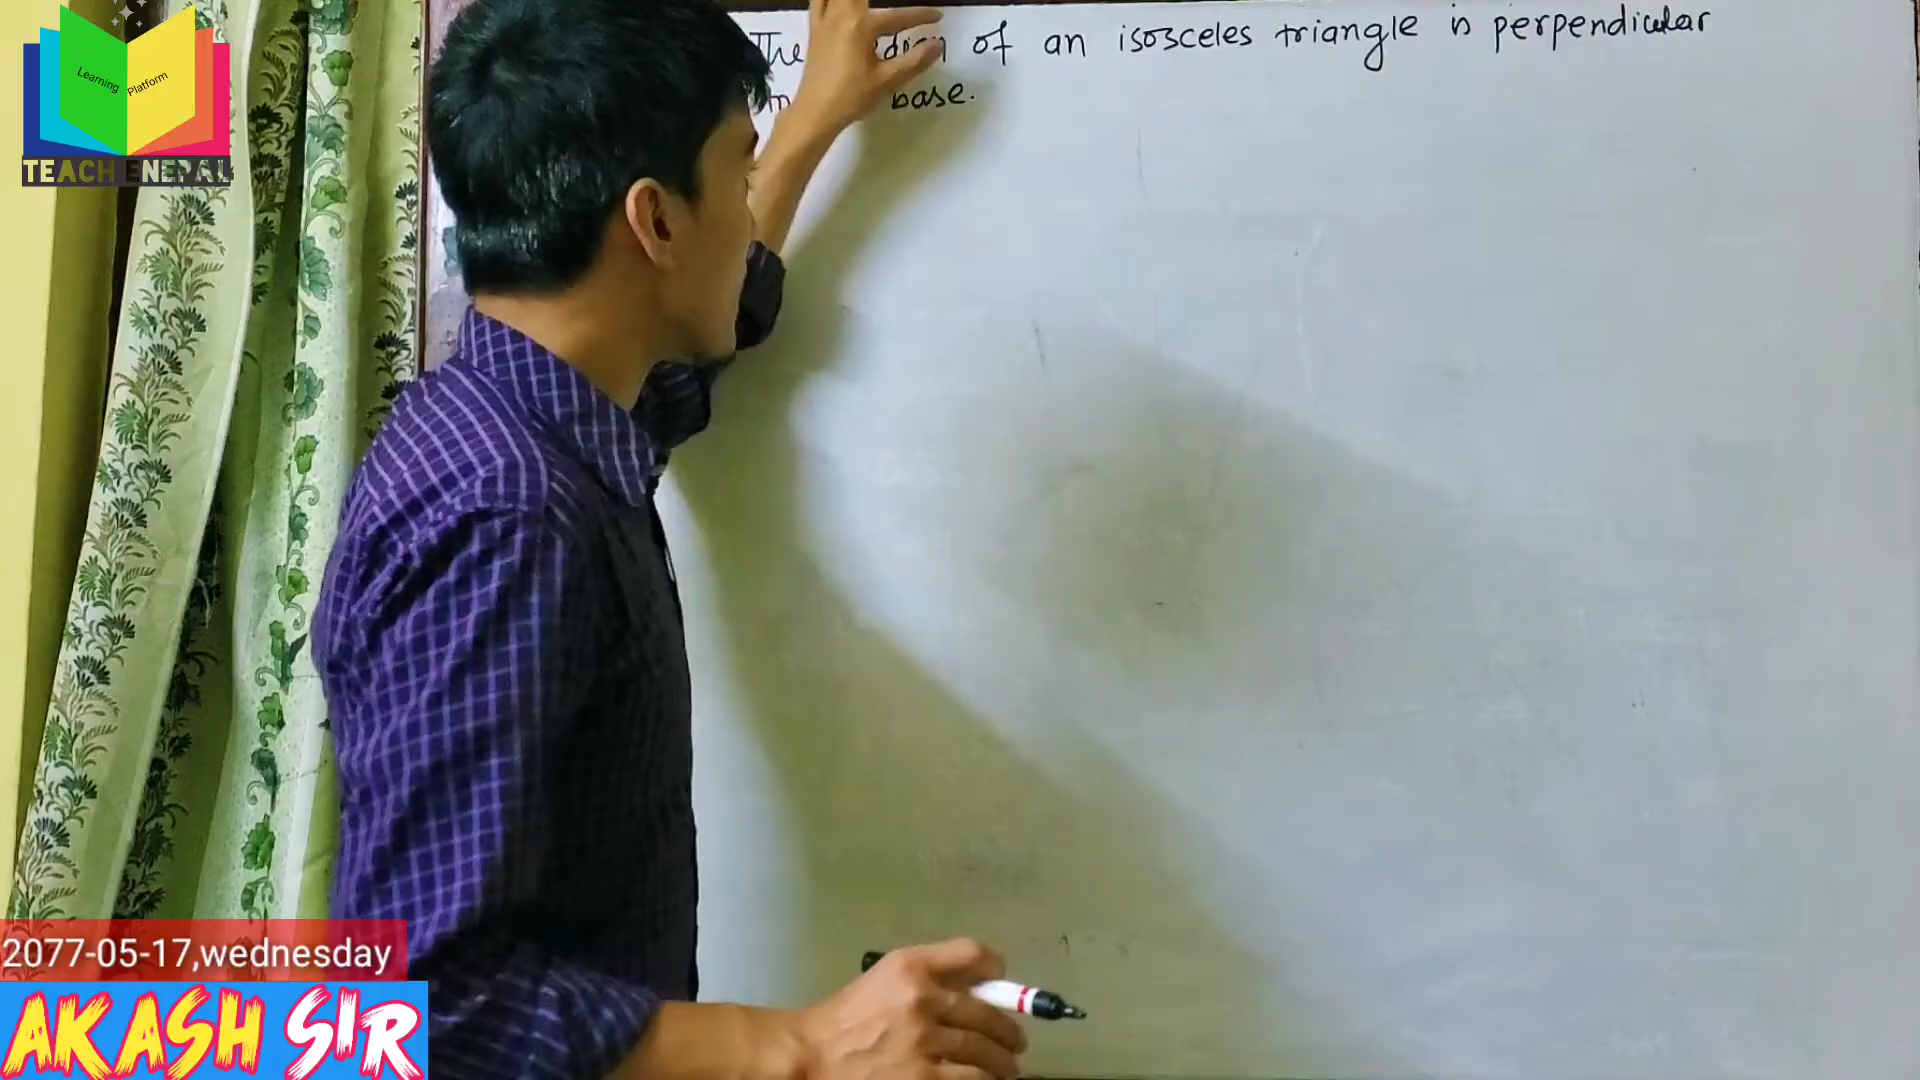 The of an isosceles triangle is perpendicular
base.
Learning Platform
TEACH ENEPAL
2077-05-17,wednesday
AKASH SIR